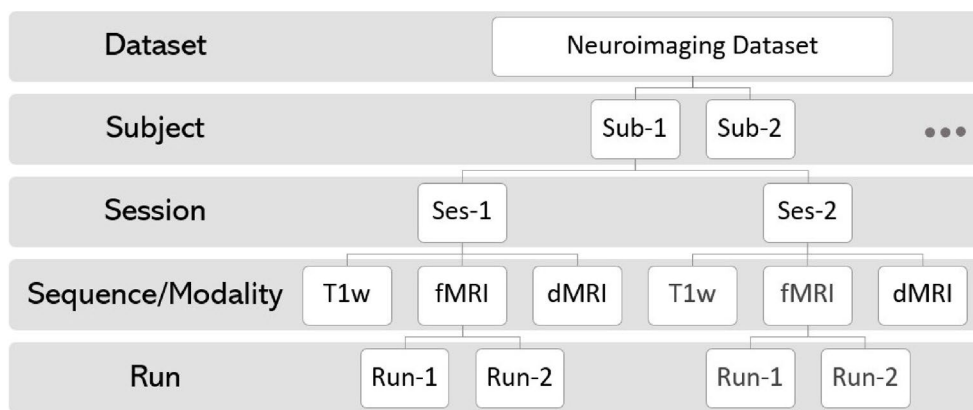 Dataset
Neuroimaging Dataset
Subject
Sub-1 Sub-2 •••
Session
Ses-1 Ses-2
Sequence/Modality
T1w fMRI dMRI T1w fMRI dMRI
Run
Run-1 Run-2 Run-1 Run-2